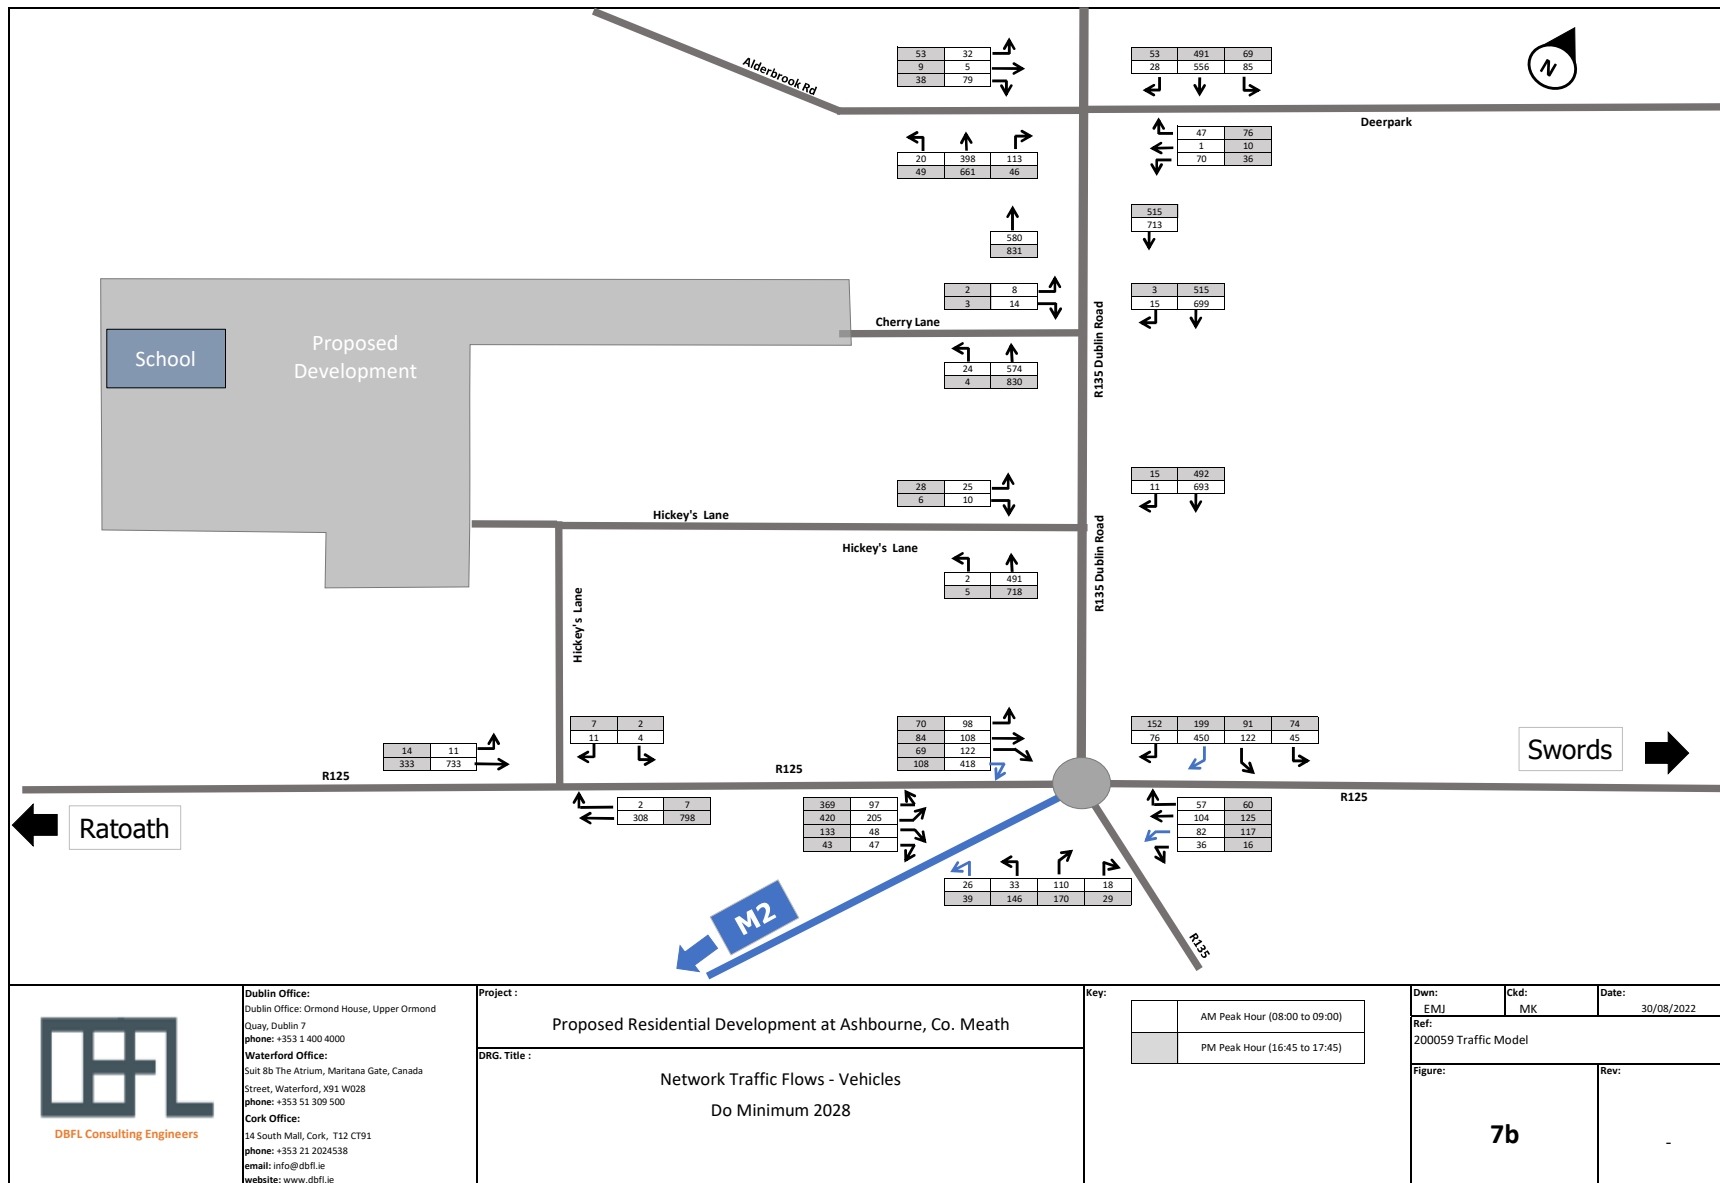 Alderbrook Rd
53 32
9 5
38 79
53 491 69
28 556 85
N
Deerpark
20 398 113
49 661 46
47 76
1 10
70 36
580
831
515
713
2 8
3 14
3 515
15 699
Cherry Lane
24 574
4 830
R135 Dublin Road
School
Proposed
Development
28 25
6 10
15 492
11 693
Hickey's Lane
Hickey's Lane
R135 Dublin Road
2 491
5 718
Hickey's Lane
7 2
11 4
14 11
333 733
R125
70 98
84 108
69 122
108 418
R125
152 199 91 74
76 450 122 45
Swords
R125
Ratoath
2 7
308 798
369 97
420 205
133 48
43 47
57 60
104 125
82 117
36 16
26 33 110 18
39 146 170 29
M2
R135
DBFL
DBFL Consulting Engineers
Dublin Office:
Dublin Office: Ormond House, Upper Ormond
Quay, Dublin 7
phone: +353 1 400 4000
Waterford Office:
Suit 8b The Atrium, Maritana Gate, Canada
Street, Waterford, X91 W028
phone: +353 51 309 500
Cork Office:
14 South Mall, Cork, T12 CT91
phone: +353 21 2024538
email: info@dbfl.ie
website: www.dbfl.ie
Project :
Proposed Residential Development at Ashbourne, Co. Meath
DRG. Title :
Network Traffic Flows - Vehicles
Do Minimum 2028
Key:
AM Peak Hour (08:00 to 09:00)
PM Peak Hour (16:45 to 17:45)
Dwn: Ckd: Date:
EMJ MK 30/08/2022
Ref:
200059 Traffic Model
Figure: Rev:
7b -